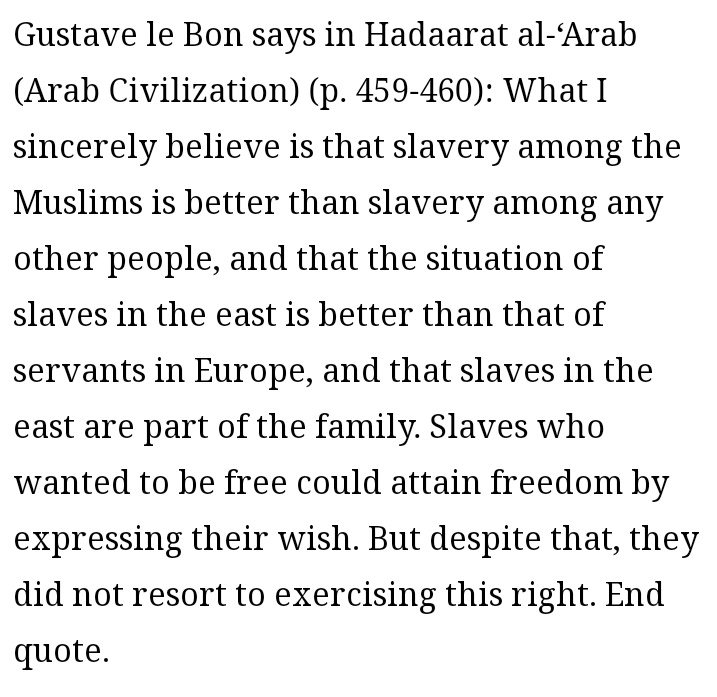 Gustave le Bon says in Hadaarat al-‘Arab
(Arab Civilization) (p. 459-460): What I
sincerely believe is that slavery among the
Muslims is better than slavery among any
other people, and that the situation of
slaves in the east is better than that of
servants in Europe, and that slaves in the
east are part of the family. Slaves who
wanted to be free could attain freedom by
expressing their wish. But despite that, they
did not resort to exercising this right. End
quote.